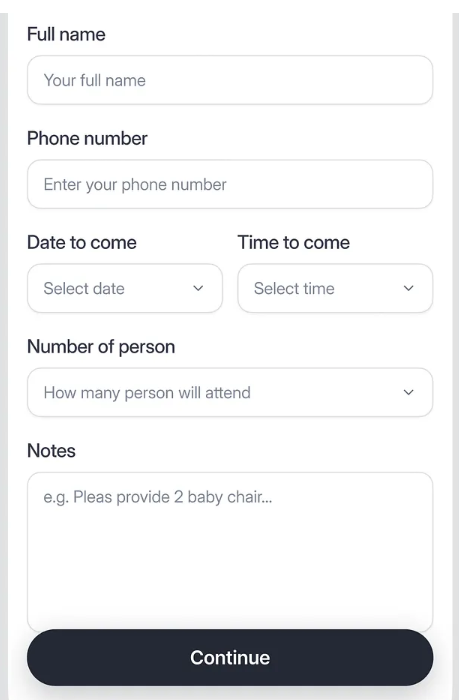 Full name
Your full name
Phone number
Enter your phone number
Date to come Time to come
Select date Select time
Number of person
How many person will attend
Notes
e.g. Pleas provide 2 baby chair...
Continue